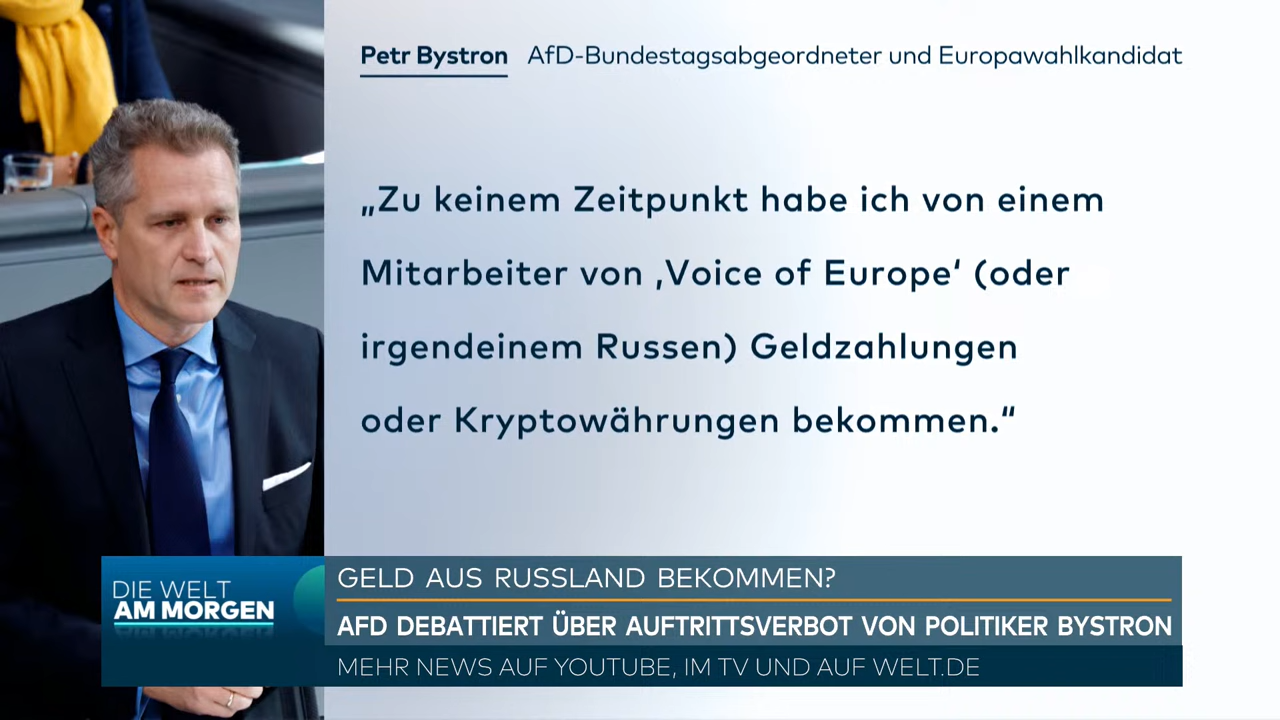 Petr Bystron AfD-Bundestagsabgeordneter und Europawahlkandidat
„Zu keinem Zeitpunkt habe ich von einem
Mitarbeiter von ‚Voice of Europe‘ (oder
irgendeinem Russen) Geldzahlungen
oder Kryptowährungen bekommen.“
DIE WELT
AM MORGEN
GELD AUS RUSSLAND BEKOMMEN?
AFD DEBATTIERT ÜBER AUFTRITTSVERBOT VON POLITIKER BYSTRON
MEHR NEWS AUF YOUTUBE, IM TV UND AUF WELT.DE